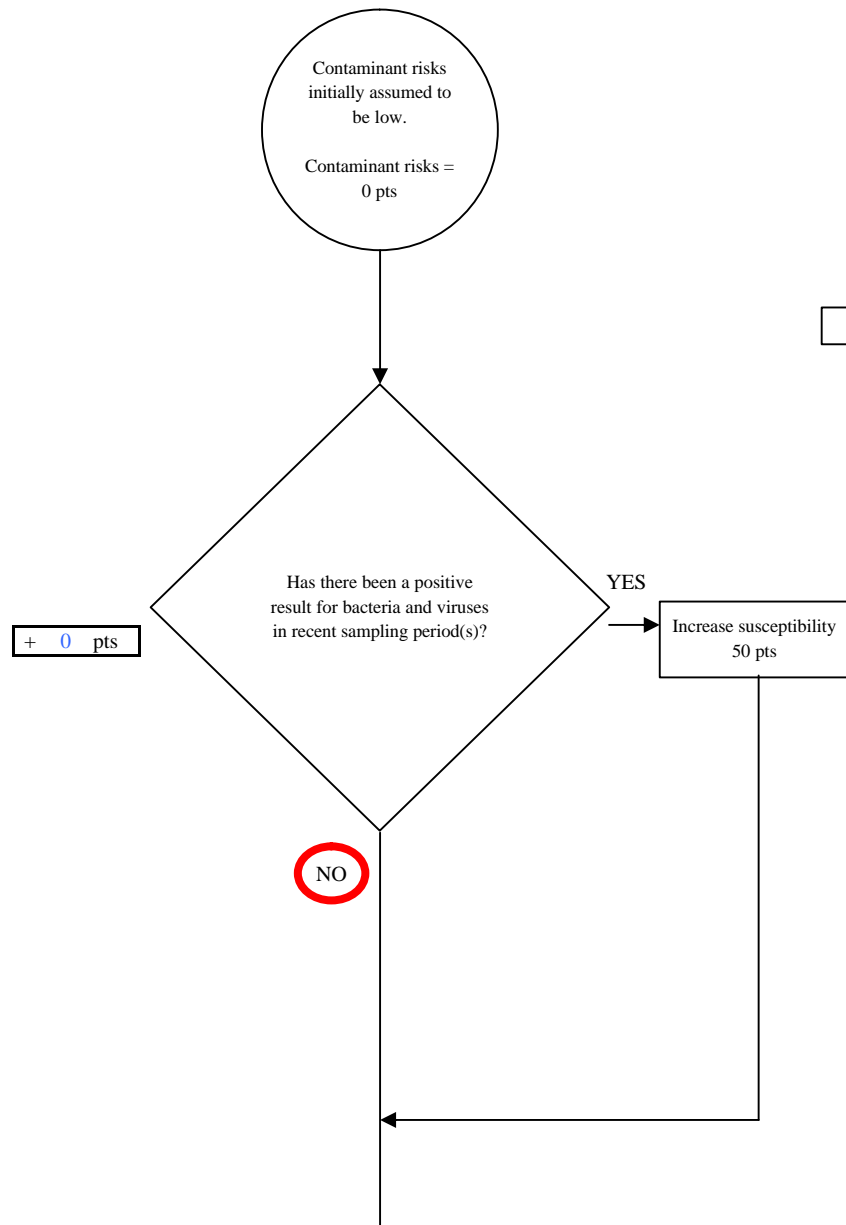 Contaminant risks
initially assumed to
be low.
Contaminant risks =
0 pts
Has there been a positive
result for bacteria and viruses
in recent sampling period(s)?
YES
+ 0 pts
Increase susceptibility
50 pts
NO